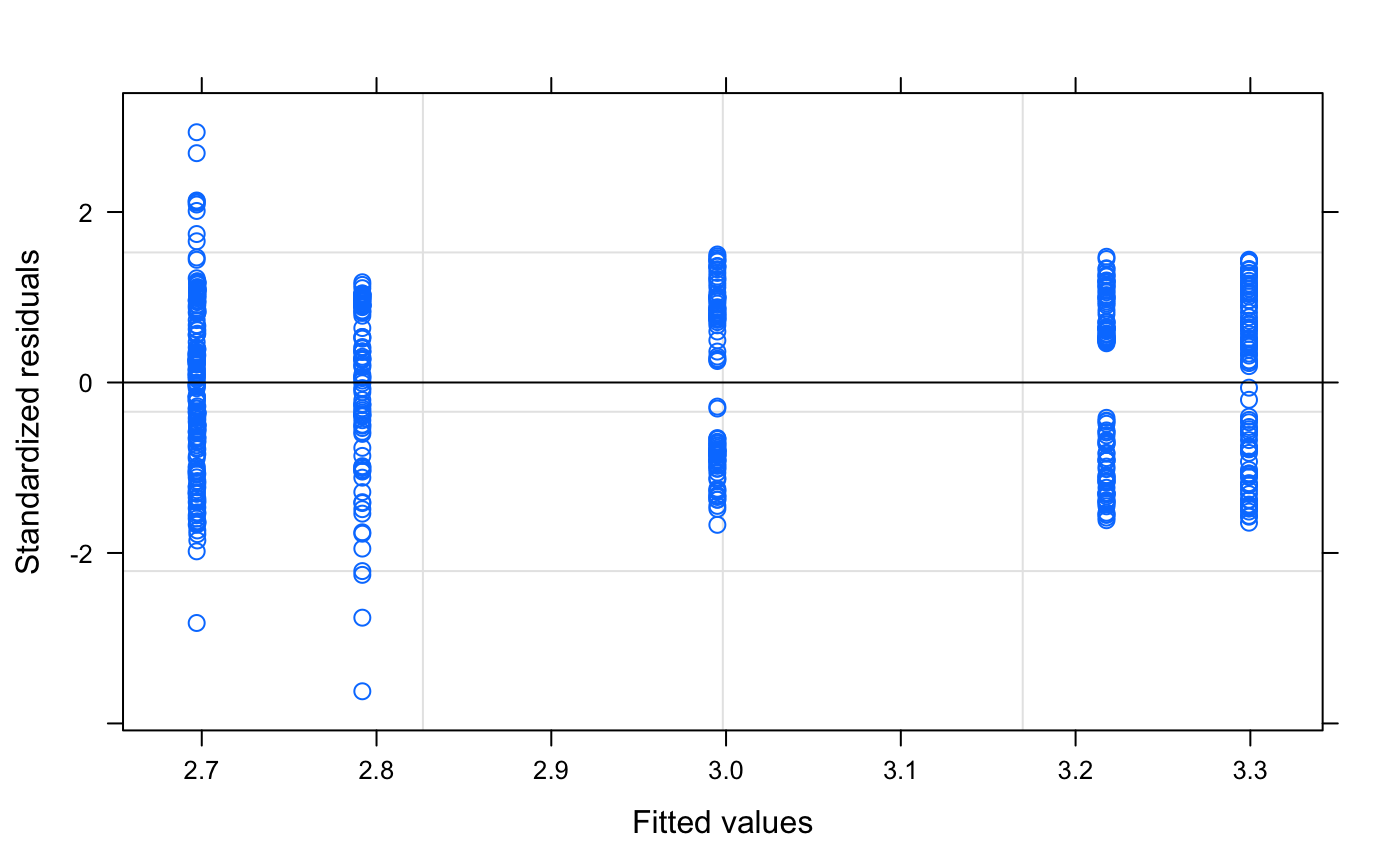 Standardized residuals
2
0
-2
2.7 2.8 2.9 3.0 3.1 3.2 3.3
Fitted values